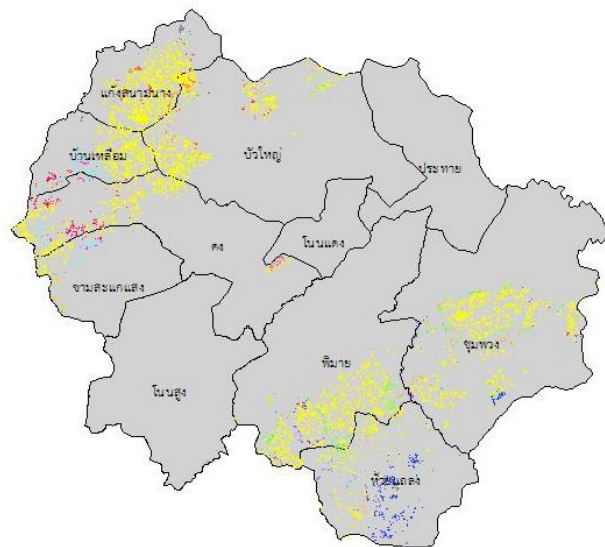 แก้งสนามนาง
บ้านเหลื่อม
บัวใหญ่
ประทาย
คง
โนนแดง
ขามสะแกแสง
โนนสูง
พิมาย
ชุมพวง
ห้วยแถลง